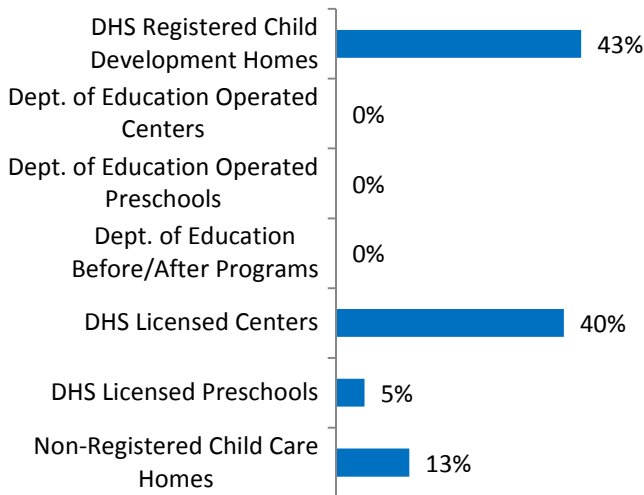 DHS Registered Child
Development Homes
43%
Dept. of Education Operated
Centers
0%
Dept. of Education Operated
Preschools
0%
Dept. of Education
Before/After Programs
0%
DHS Licensed Centers
40%
DHS Licensed Preschools
5%
Non-Registered Child Care
Homes
13%